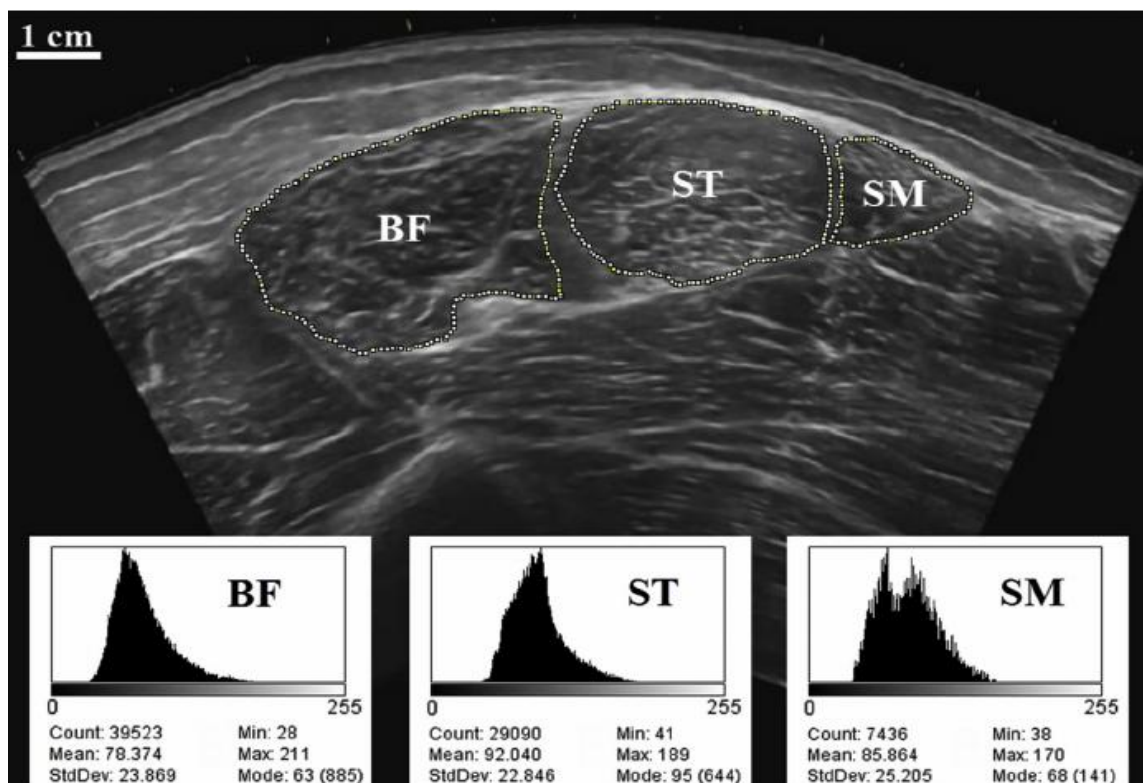 1 cm
BF
ST
SM
BF
ST
SM
0 255
0 255
0 255
Count: 39523 Min: 28
Mean: 78.374 Max: 211
StdDev: 23.869 Mode: 63 (885)
Count: 29090 Min: 41
Mean: 92.040 Max: 189
StdDev: 22.846 Mode: 95 (644)
Count: 7436 Min: 38
Mean: 85.864 Max: 170
StdDev: 25.205 Mode: 68 (141)